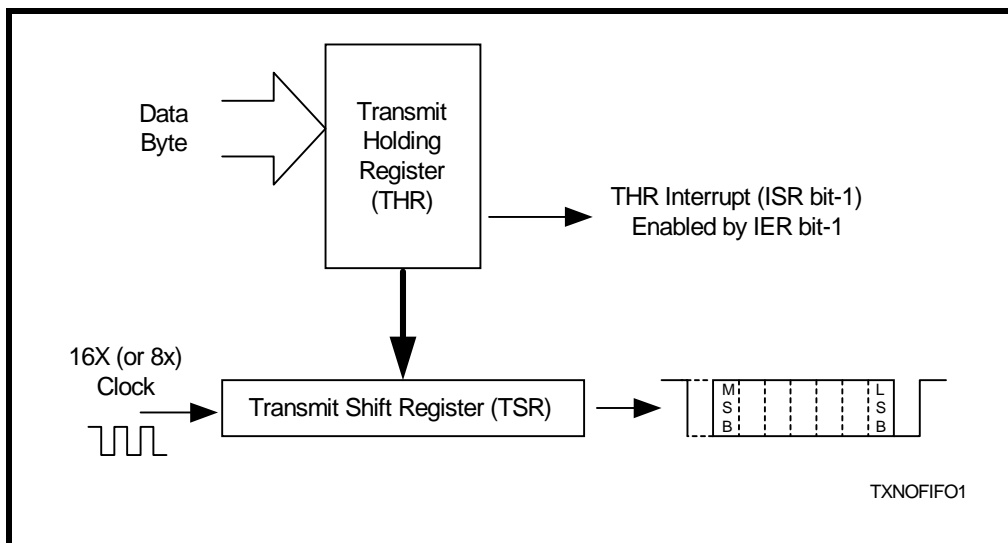 Data
Byte
Transmit
Holding
Register
(THR)
THR Interrupt (ISR bit-1)
Enabled by IER bit-1
16X (or 8x)
Clock
Transmit Shift Register (TSR)
M
S
B
L
S
B
TXNOFIFO1